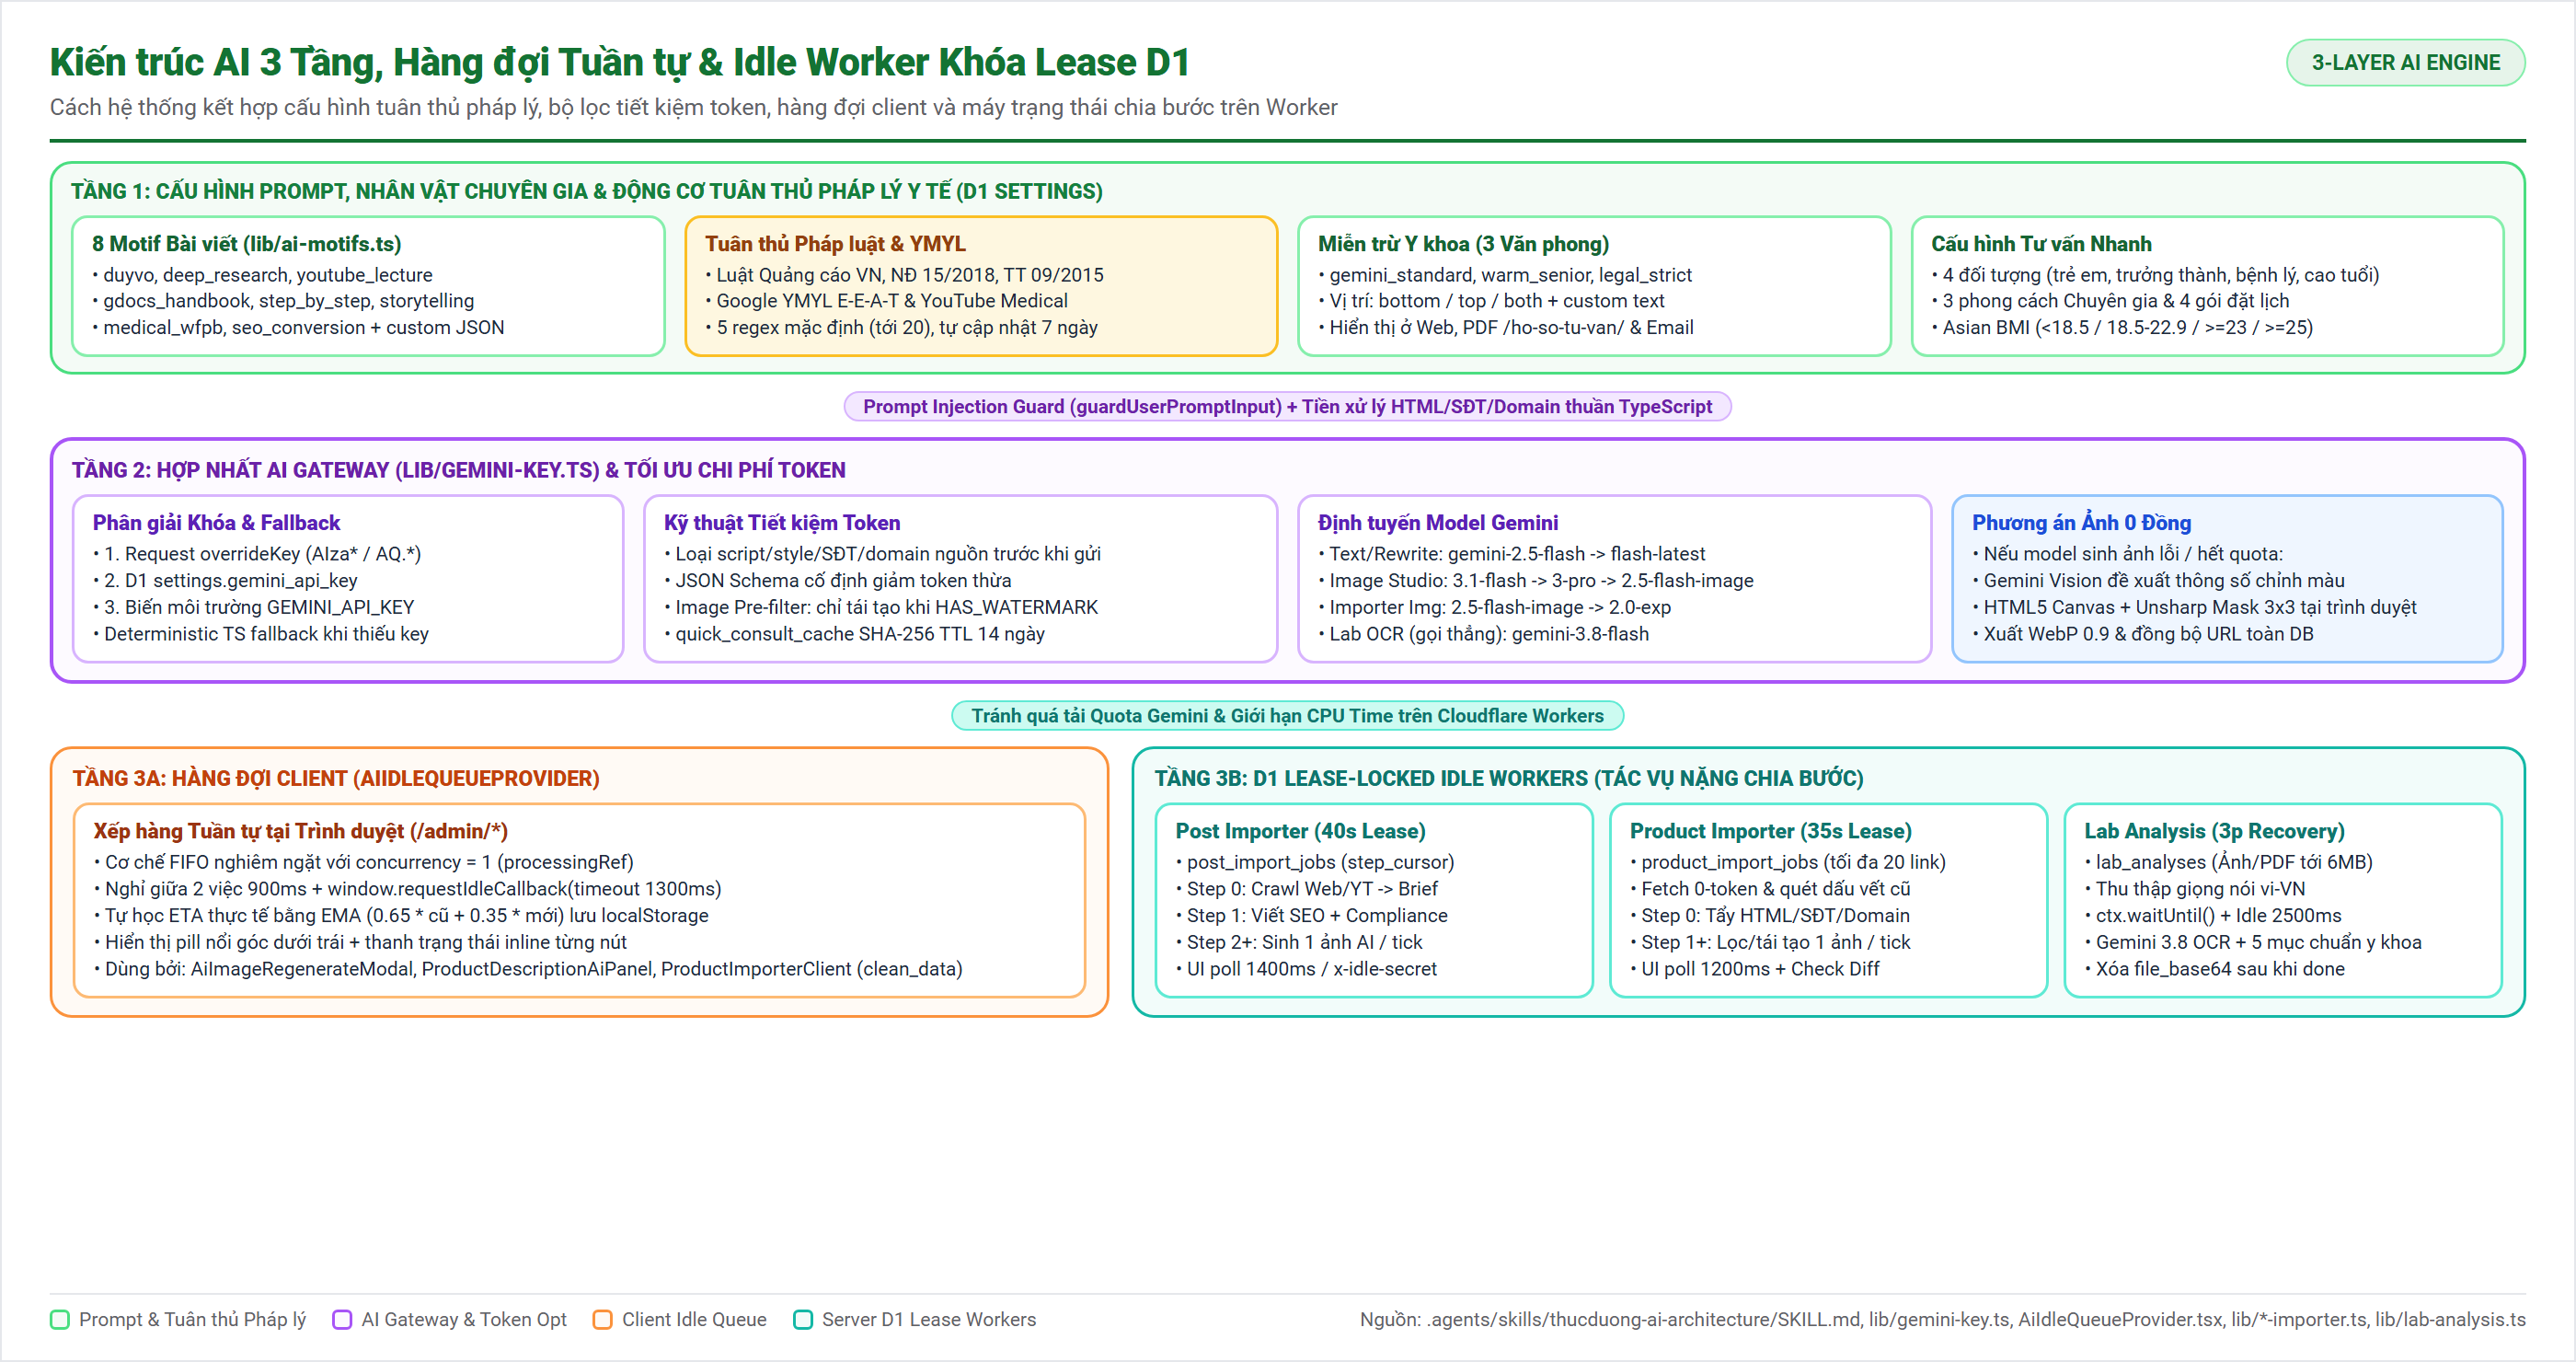 Kiến trúc AI 3 Tầng, Hàng đợi Tuần tự & Idle Worker Khóa Lease D1
3-LAYER AI ENGINE
Cách hệ thống kết hợp cấu hình tuân thủ pháp lý, bộ lọc tiết kiệm token, hàng đợi client và máy trạng thái chia bước trên Worker
TẦNG 1: CẤU HÌNH PROMPT, NHÂN VẬT CHUYÊN GIA & ĐỘNG CƠ TUÂN THỦ PHÁP LÝ Y TẾ (D1 SETTINGS)
8 Motif Bài viết (lib/ai-motifs.ts)
• duyvo, deep_research, youtube_lecture
• gdocs_handbook, step_by_step, storytelling
• medical_wfpb, seo_conversion + custom JSON
Tuân thủ Pháp luật & YMYL
• Luật Quảng cáo VN, NĐ 15/2018, TT 09/2015
• Google YMYL E-E-A-T & YouTube Medical
• 5 regex mặc định (tới 20), tự cập nhật 7 ngày
Miễn trừ Y khoa (3 Văn phong)
• gemini_standard, warm_senior, legal_strict
• Vị trí: bottom / top / both + custom text
• Hiển thị ở Web, PDF /ho-so-tu-van/ & Email
Cấu hình Tư vấn Nhanh
• 4 đối tượng (trẻ em, trưởng thành, bệnh lý, cao tuổi)
• 3 phong cách Chuyên gia & 4 gói đặt lịch
• Asian BMI (<18.5 / 18.5-22.9 / >=23 / >=25)
Prompt Injection Guard (guardUserPromptInput) + Tiền xử lý HTML/SĐT/Domain thuần TypeScript
TẦNG 2: HỢP NHẤT AI GATEWAY (LIB/GEMINI-KEY.TS) & TỐI ƯU CHI PHÍ TOKEN
Phân giải Khóa & Fallback
• 1. Request overrideKey (AIza* / AQ.*)
• 2. D1 settings.gemini_api_key
• 3. Biến môi trường GEMINI_API_KEY
• Deterministic TS fallback khi thiếu key
Kỹ thuật Tiết kiệm Token
• Loại script/style/SĐT/domain nguồn trước khi gửi
• JSON Schema cố định giảm token thừa
• Image Pre-filter: chỉ tái tạo khi HAS_WATERMARK
• quick_consult_cache SHA-256 TTL 14 ngày
Định tuyến Model Gemini
• Text/Rewrite: gemini-2.5-flash -> flash-latest
• Image Studio: 3.1-flash -> 3-pro -> 2.5-flash-image
• Importer Img: 2.5-flash-image -> 2.0-exp
• Lab OCR (gọi thẳng): gemini-3.8-flash
Phương án Ảnh 0 Đồng
• Nếu model sinh ảnh lỗi / hết quota:
• Gemini Vision đề xuất thông số chỉnh màu
• HTML5 Canvas + Unsharp Mask 3x3 tại trình duyệt
• Xuất WebP 0.9 & đồng bộ URL toàn DB
Tránh quá tải Quota Gemini & Giới hạn CPU Time trên Cloudflare Workers
TẦNG 3A: HÀNG ĐỢI CLIENT (AIIDLEQUEUEPROVIDER)
Xếp hàng Tuần tự tại Trình duyệt (/admin/*)
• Cơ chế FIFO nghiêm ngặt với concurrency = 1 (processingRef)
• Nghỉ giữa 2 việc 900ms + window.requestIdleCallback(timeout 1300ms)
• Tự học ETA thực tế bằng EMA (0.65 * cũ + 0.35 * mới) lưu localStorage
• Hiển thị pill nổi góc dưới trái + thanh trạng thái inline từng nút
• Dùng bởi: AiImageRegenerateModal, ProductDescriptionAiPanel, ProductImporterClient (clean_data)
TẦNG 3B: D1 LEASE-LOCKED IDLE WORKERS (TÁC VỤ NẶNG CHIA BƯỚC)
Post Importer (40s Lease)
• post_import_jobs (step_cursor)
• Step 0: Crawl Web/YT -> Brief
• Step 1: Viết SEO + Compliance
• Step 2+: Sinh 1 ảnh AI / tick
• UI poll 1400ms / x-idle-secret
Product Importer (35s Lease)
• product_import_jobs (tối đa 20 link)
• Fetch 0-token & quét dấu vết cũ
• Step 0: Tẩy HTML/SĐT/Domain
• Step 1+: Lọc/tái tạo 1 ảnh / tick
• UI poll 1200ms + Check Diff
Lab Analysis (3p Recovery)
• lab_analyses (Ảnh/PDF tới 6MB)
• Thu thập giọng nói vi-VN
• ctx.waitUntil() + Idle 2500ms
• Gemini 3.8 OCR + 5 mục chuẩn y khoa
• Xóa file_base64 sau khi done
Prompt & Tuân thủ Pháp lý
AI Gateway & Token Opt
Client Idle Queue
Server D1 Lease Workers
Nguồn: .agents/skills/thucduong-ai-architecture/SKILL.md, lib/gemini-key.ts, AiIdleQueueProvider.tsx, lib/*-importer.ts, lib/lab-analysis.ts